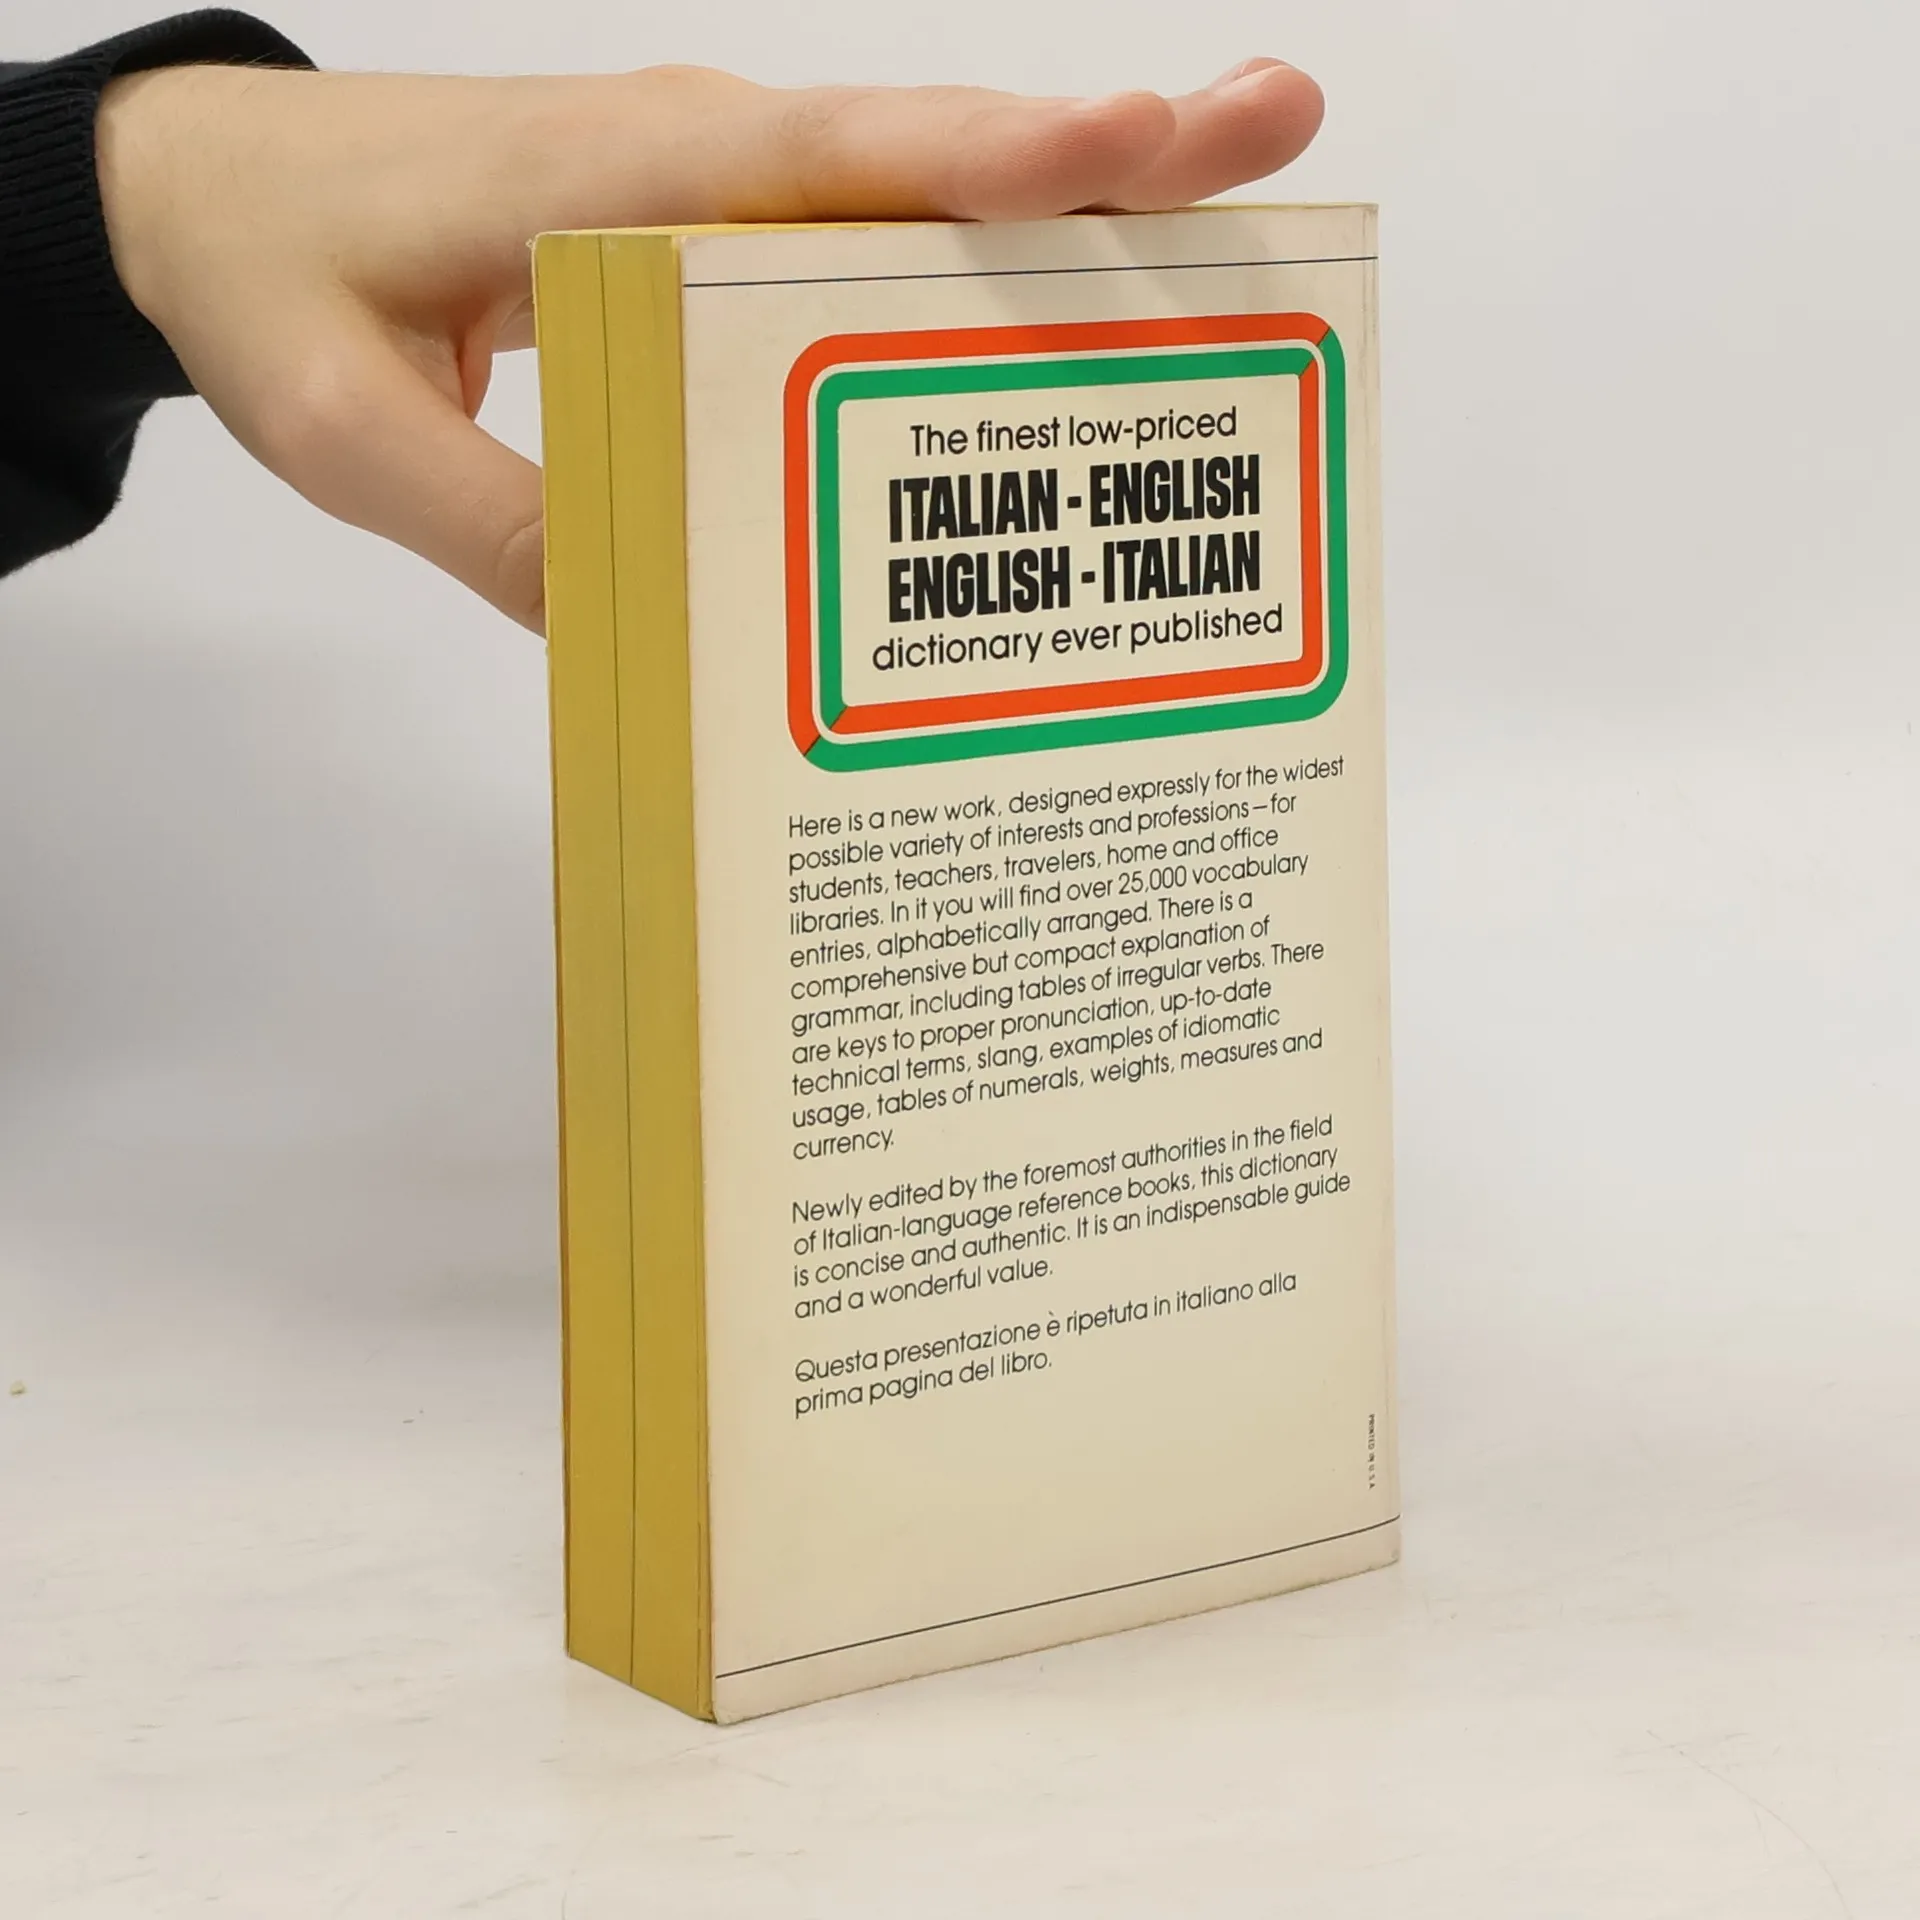 The finest low-priced
ITALIAN - ENGLISH
ENGLISH - ITALIAN
dictionary ever published
Here is a new work, designed expressly for the widest
possible variety of interests and professions—for
students, teachers, travelers, home and office
libraries. In it you will find over 25,000 vocabulary
entries, alphabetically arranged. There is a
comprehensive but compact explanation of
grammar, including tables of irregular verbs. There
are keys to proper pronunciation, up-to-date
technical terms, slang, examples of idiomatic
usage, tables of numerals, weights, measures and
currency.
Newly edited by the foremost authorities in the field
of Italian-language reference books, this dictionary
is concise and authentic. It is an indispensable guide
and a wonderful value.
Questa presentazione è ripetuta in italiano alla
prima pagina del libro.
PRINTED IN U.S.A.